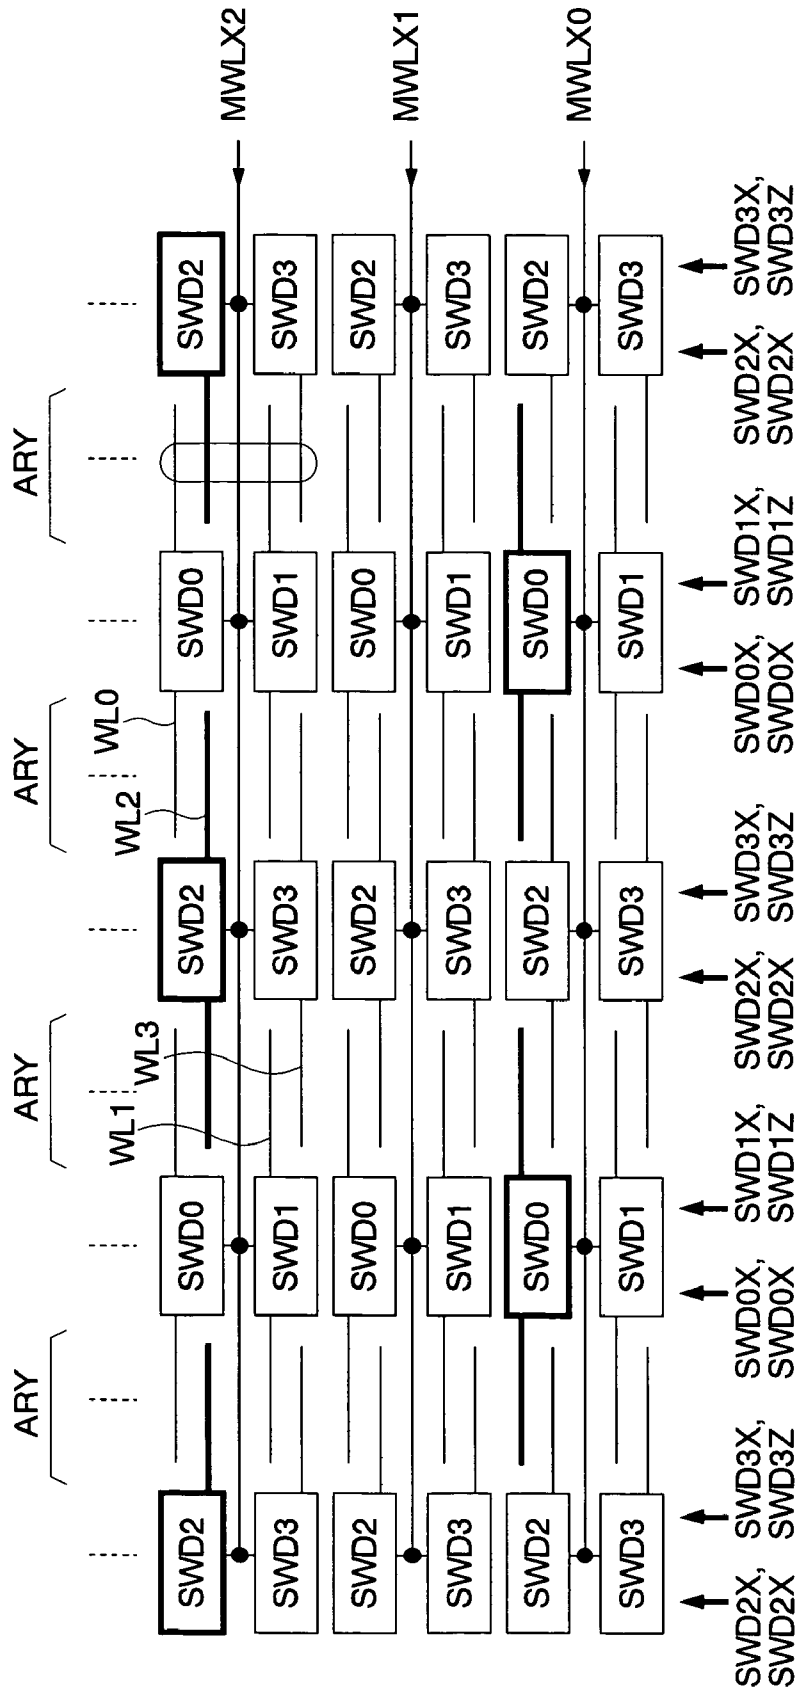 ARY ARY ARY ARY
WL0
WL1 WL2
WL3
SWD2 SWD0 SWD2 SWD0 SWD2
MWLX2
SWD3 SWD1 SWD3 SWD1 SWD3
SWD2 SWD0 SWD2 SWD0 SWD2
MWLX1
SWD3 SWD1 SWD3 SWD1 SWD3
SWD2 SWD0 SWD2 SWD0 SWD2
MWLX0
SWD3 SWD1 SWD3 SWD1 SWD3
SWD2X, SWD3X, SWD0X, SWD1X, SWD2X, SWD3X, SWD0X, SWD1X, SWD2X, SWD3X,
SWD2X SWD3Z SWD0X SWD1Z SWD2X SWD3Z SWD0X SWD1Z SWD2X SWD3Z